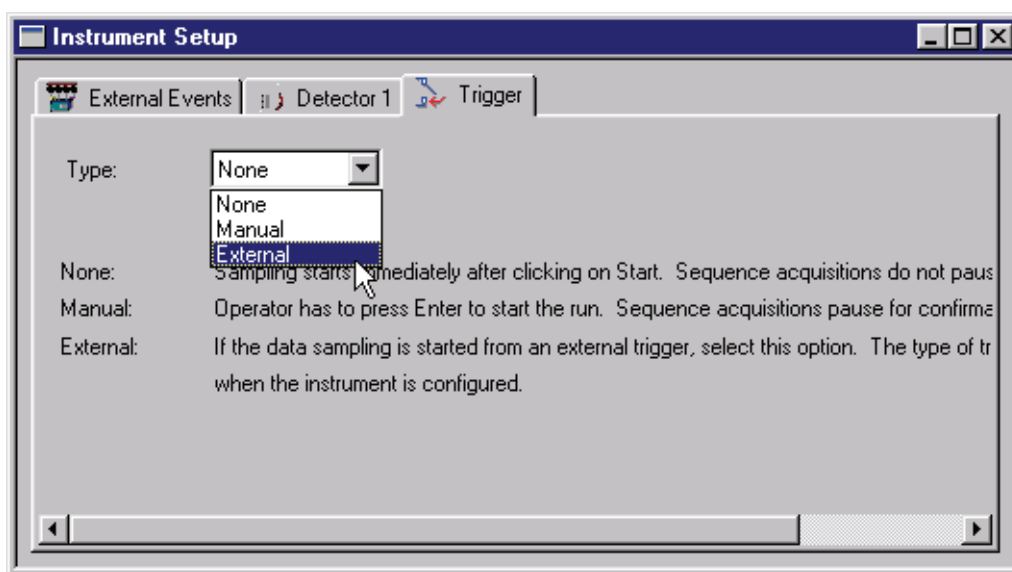 Instrument Setup
External Events Detector 1 Trigger
Type: None
None
Manual
External
None: Sampling starts immediately after clicking on Start. Sequence acquisitions do not paus
Manual: Operator has to press Enter to start the run. Sequence acquisitions pause for confirma
External: If the data sampling is started from an external trigger, select this option. The type of tr
when the instrument is configured.